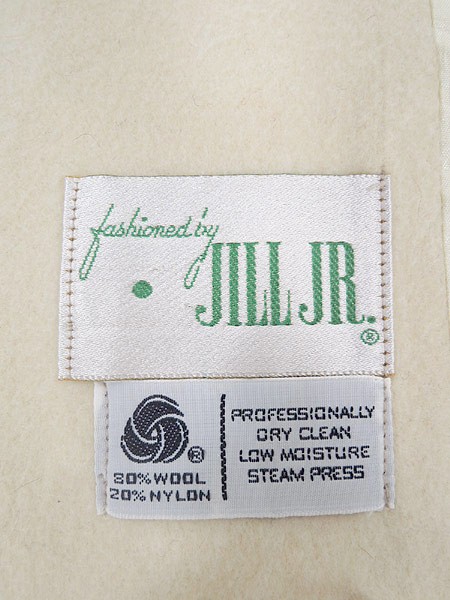 fashioned by
JILL JR.®
®
80% WOOL
20% NYLON
PROFESSIONALLY
DRY CLEAN
LOW MOISTURE
STEAM PRESS